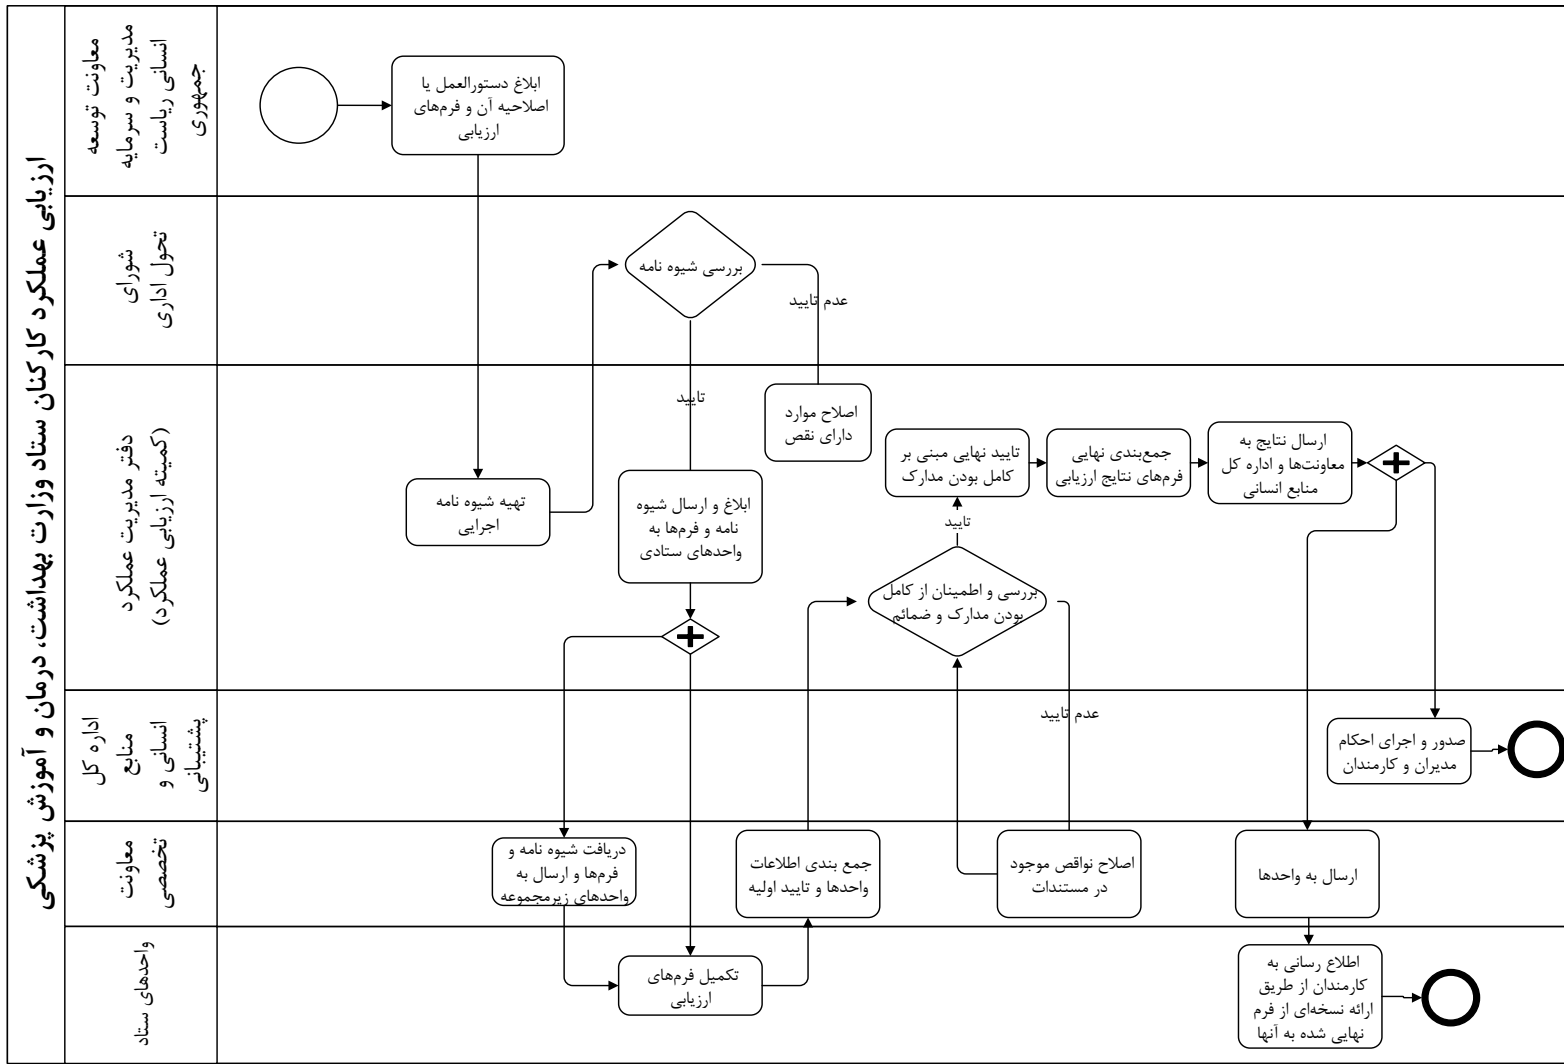 ارزیابی عملکرد کارکنان ستاد وزارت بهداشت، درمان و آموزش پزشکی
معاونت توسعه
مدیریت و سرمایه
انسانی ریاست
جمهوری
ابلاغ دستورالعمل یا
اصلاحیه آن و فرم‌های
ارزیابی
شورای
تحول اداری
بررسی شیوه نامه
عدم تایید
تایید
دفتر مدیریت عملکرد
(کمیته ارزیابی عملکرد)
تهیه شیوه نامه
اجرایی
ابلاغ و ارسال شیوه
نامه و فرم‌ها به
واحدهای ستادی
اصلاح موارد
دارای نقص
تایید نهایی مبنی بر
کامل بودن مدارک
جمع‌بندی نهایی
فرم‌های نتایج ارزیابی
ارسال نتایج به
معاونت‌ها و اداره کل
منابع انسانی
تایید
بررسی و اطمینان از کامل
بودن مدارک و ضمائم
عدم تایید
اداره کل
منابع
انسانی و
پشتیبانی
صدور و اجرای احکام
مدیران و کارمندان
معاونت
تخصصی
دریافت شیوه نامه و
فرم‌ها و ارسال به
واحدهای زیرمجموعه
جمع بندی اطلاعات
واحدها و تایید اولیه
اصلاح نواقص موجود
در مستندات
ارسال به واحدها
واحدهای ستاد
تکمیل فرم‌های
ارزیابی
اطلاع رسانی به
کارمندان از طریق
ارائه نسخه‌ای از فرم
نهایی شده به آنها